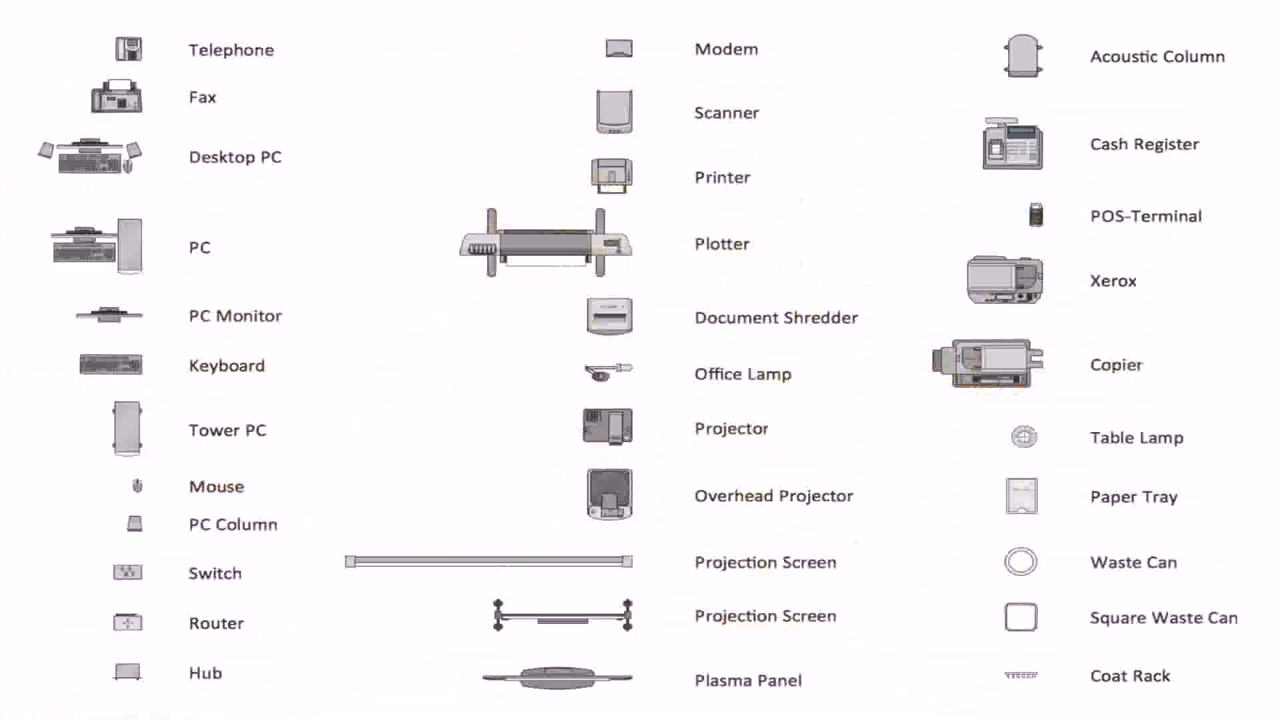 Telephone
Fax
Desktop PC
PC
PC Monitor
Keyboard
Tower PC
Mouse
PC Column
Switch
Router
Hub
Modem
Scanner
Printer
Plotter
Document Shredder
Office Lamp
Projector
Overhead Projector
Projection Screen
Projection Screen
Plasma Panel
Acoustic Column
Cash Register
POS-Terminal
Xerox
Copier
Table Lamp
Paper Tray
Waste Can
Square Waste Can
Coat Rack